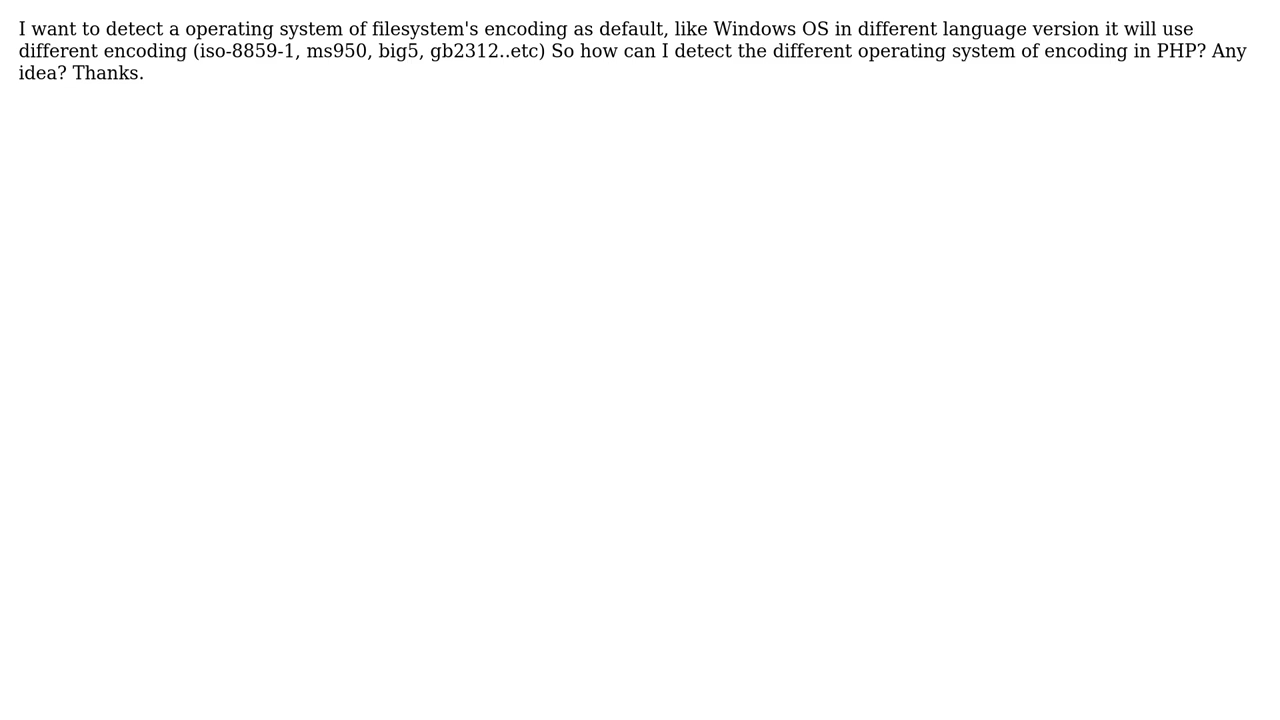 I want to detect a operating system of filesystem's encoding as default, like Windows OS in different language version it will use
different encoding (iso-8859-1, ms950, big5, gb2312..etc) So how can I detect the different operating system of encoding in PHP? Any
idea? Thanks.